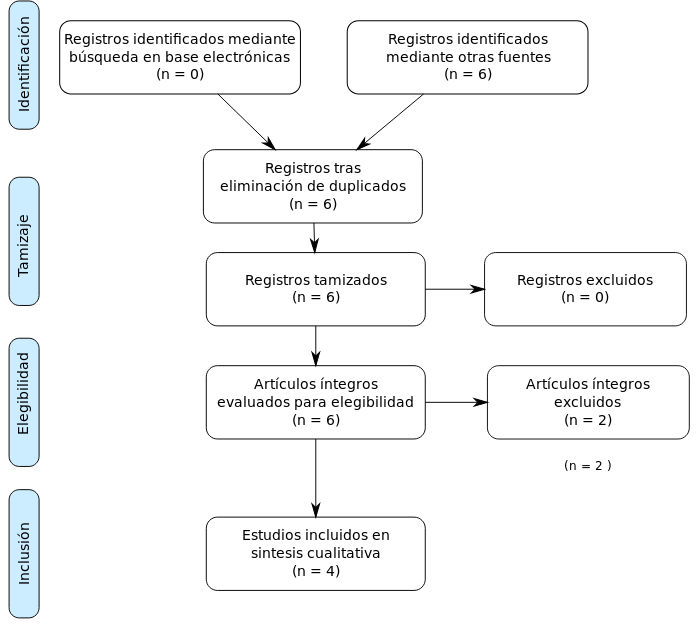 Identificación
Registros identificados mediante
búsqueda en base electrónicas
(n = 0)
Registros identificados
mediante otras fuentes
(n = 6)
Registros tras
eliminación de duplicados
(n = 6)
Tamizaje
Registros tamizados
(n = 6)
Registros excluidos
(n = 0)
Elegibilidad
Artículos íntegros
evaluados para elegibilidad
(n = 6)
Artículos íntegros
excluidos
(n = 2)
(n = 2 )
Inclusión
Estudios incluidos en
sintesis cualitativa
(n = 4)